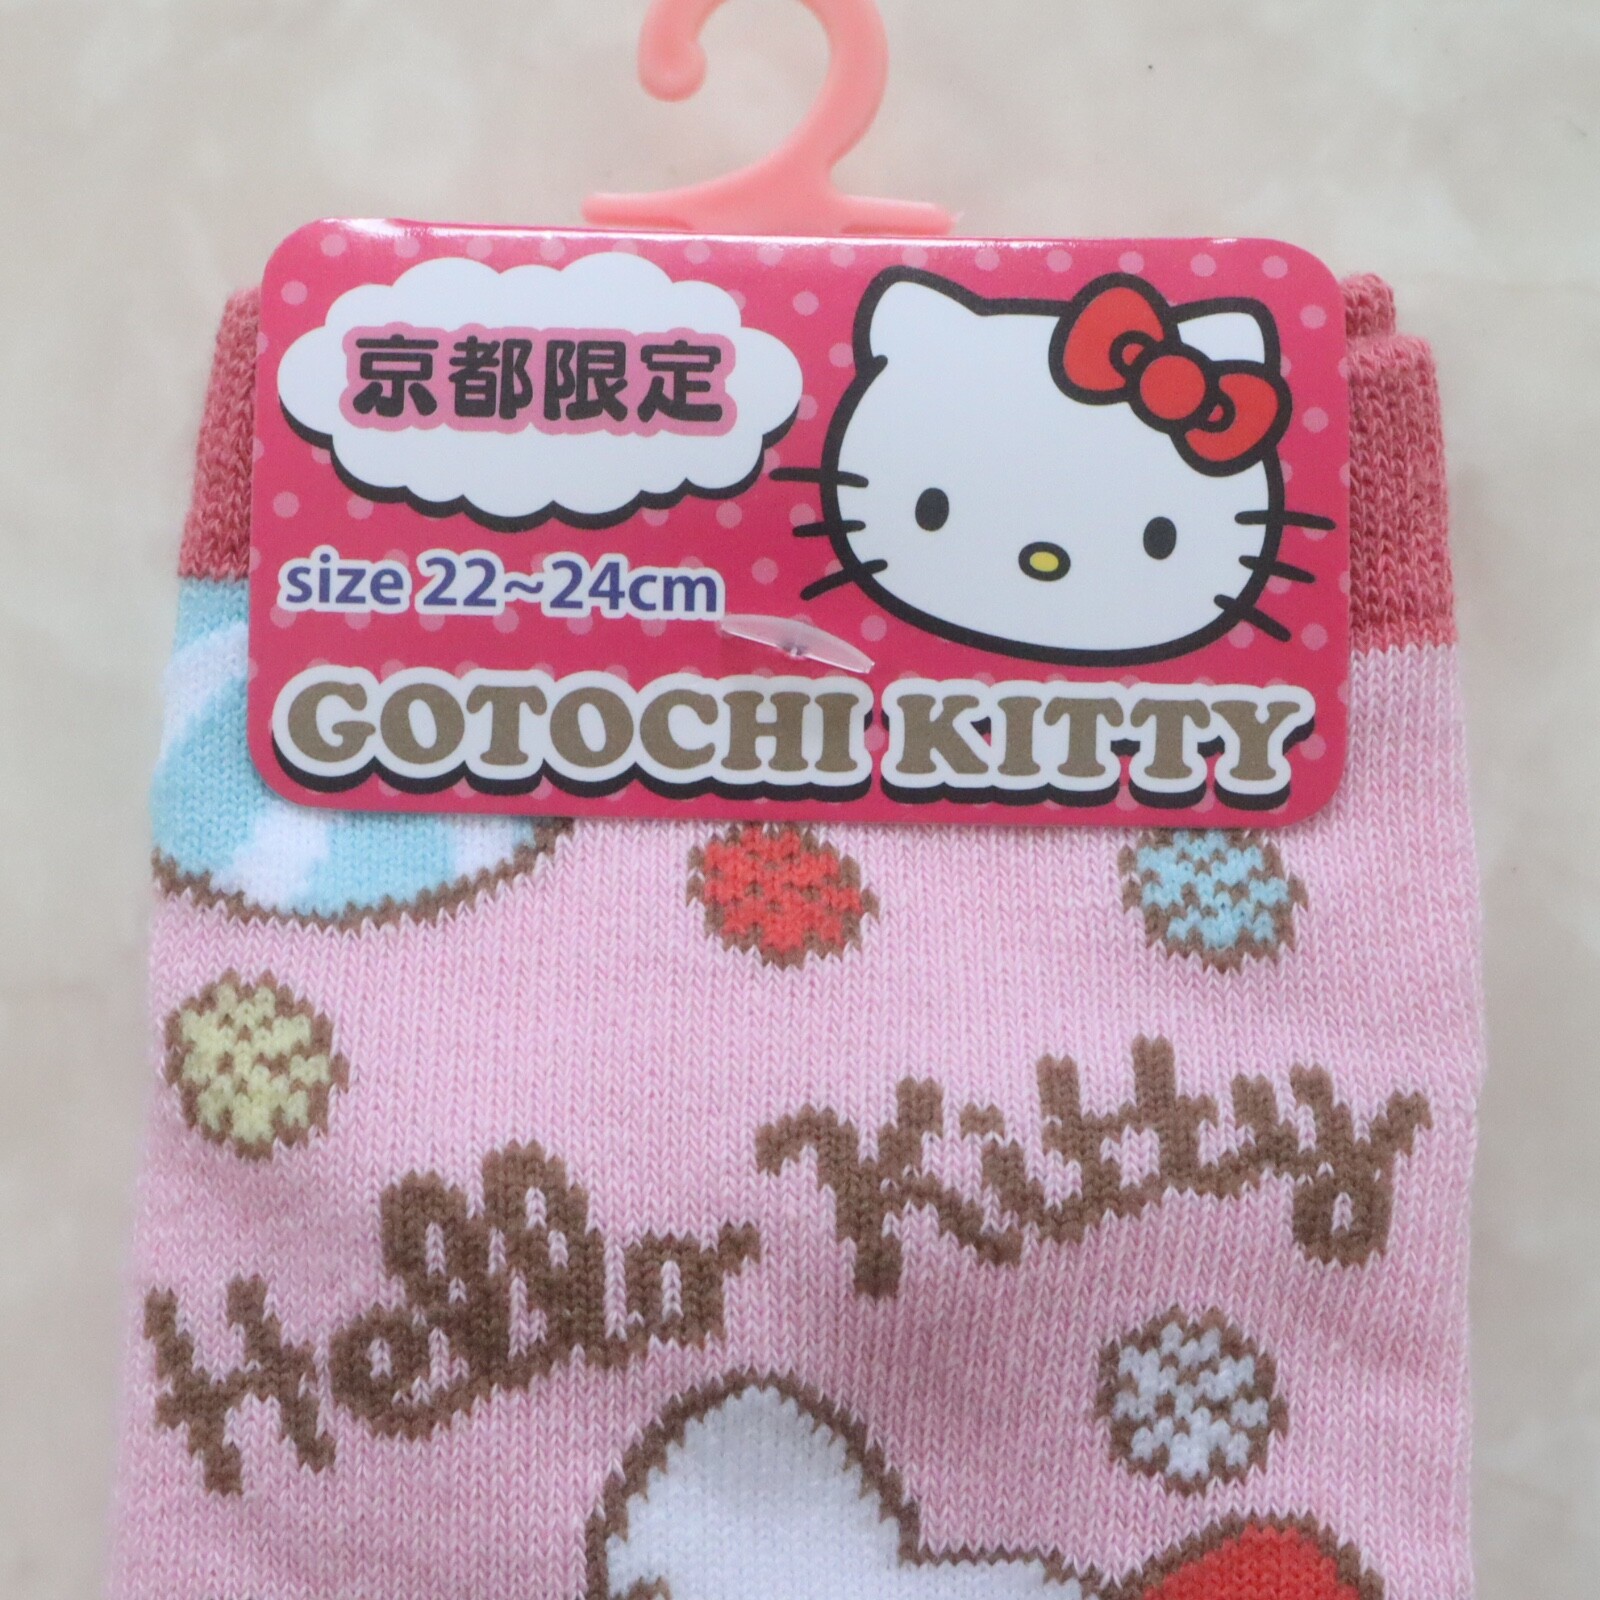 京都限定
size 22~24cm
GOTOCHI KITTY
Hello Kitty